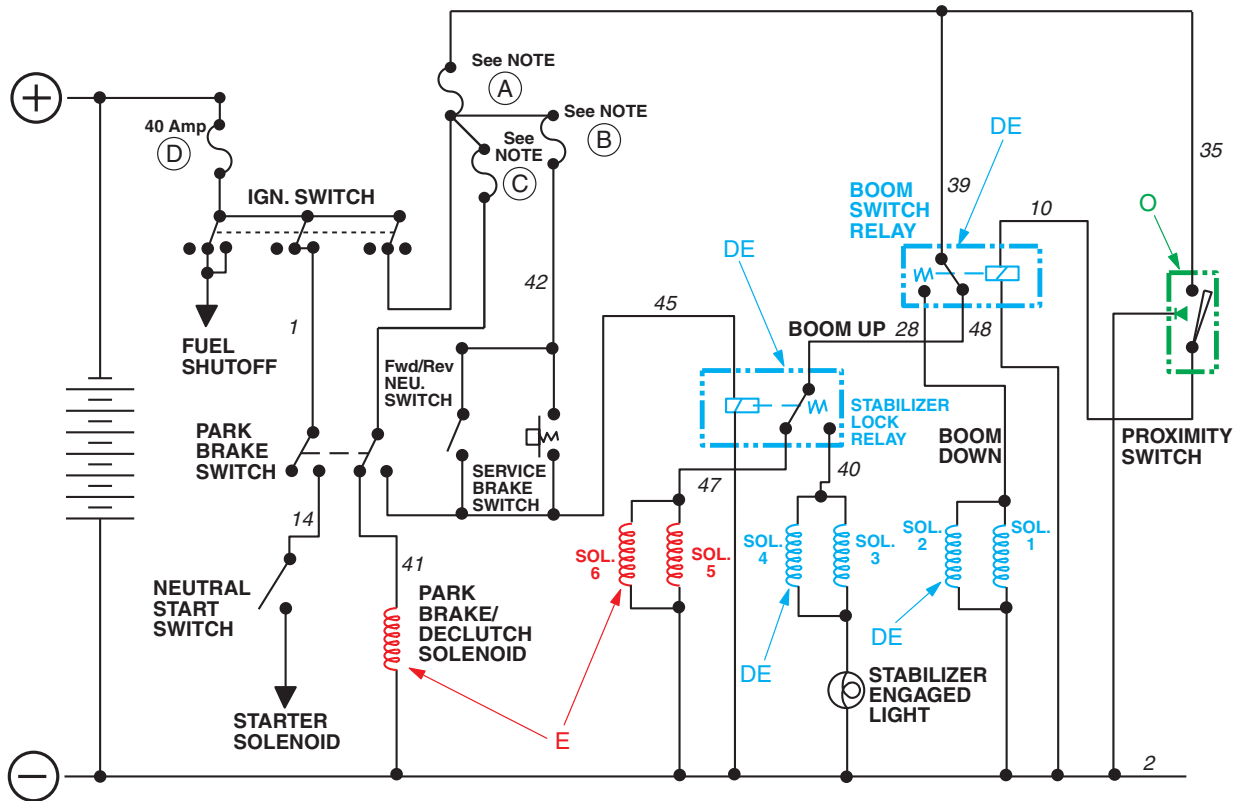 See NOTE
A
+
40 Amp
D
See NOTE
B
See
NOTE
C
DE
39
35
IGN. SWITCH
BOOM
SWITCH
RELAY
10
O
DE
42
45
1
FUEL
SHUTOFF
BOOM UP
28
48
Fwd/Rev
NEU.
SWITCH
STABILIZER
LOCK
RELAY
PARK
BRAKE
SWITCH
BOOM
DOWN
PROXIMITY
SWITCH
SERVICE
BRAKE
SWITCH
47
40
14
41
SOL.
6
SOL.
5
SOL.
4
SOL.
3
SOL.
2
SOL.
1
NEUTRAL
START
SWITCH
PARK
BRAKE/
DECLUTCH
SOLENOID
DE
DE
STABILIZER
ENGAGED
LIGHT
E
STARTER
SOLENOID
2
−